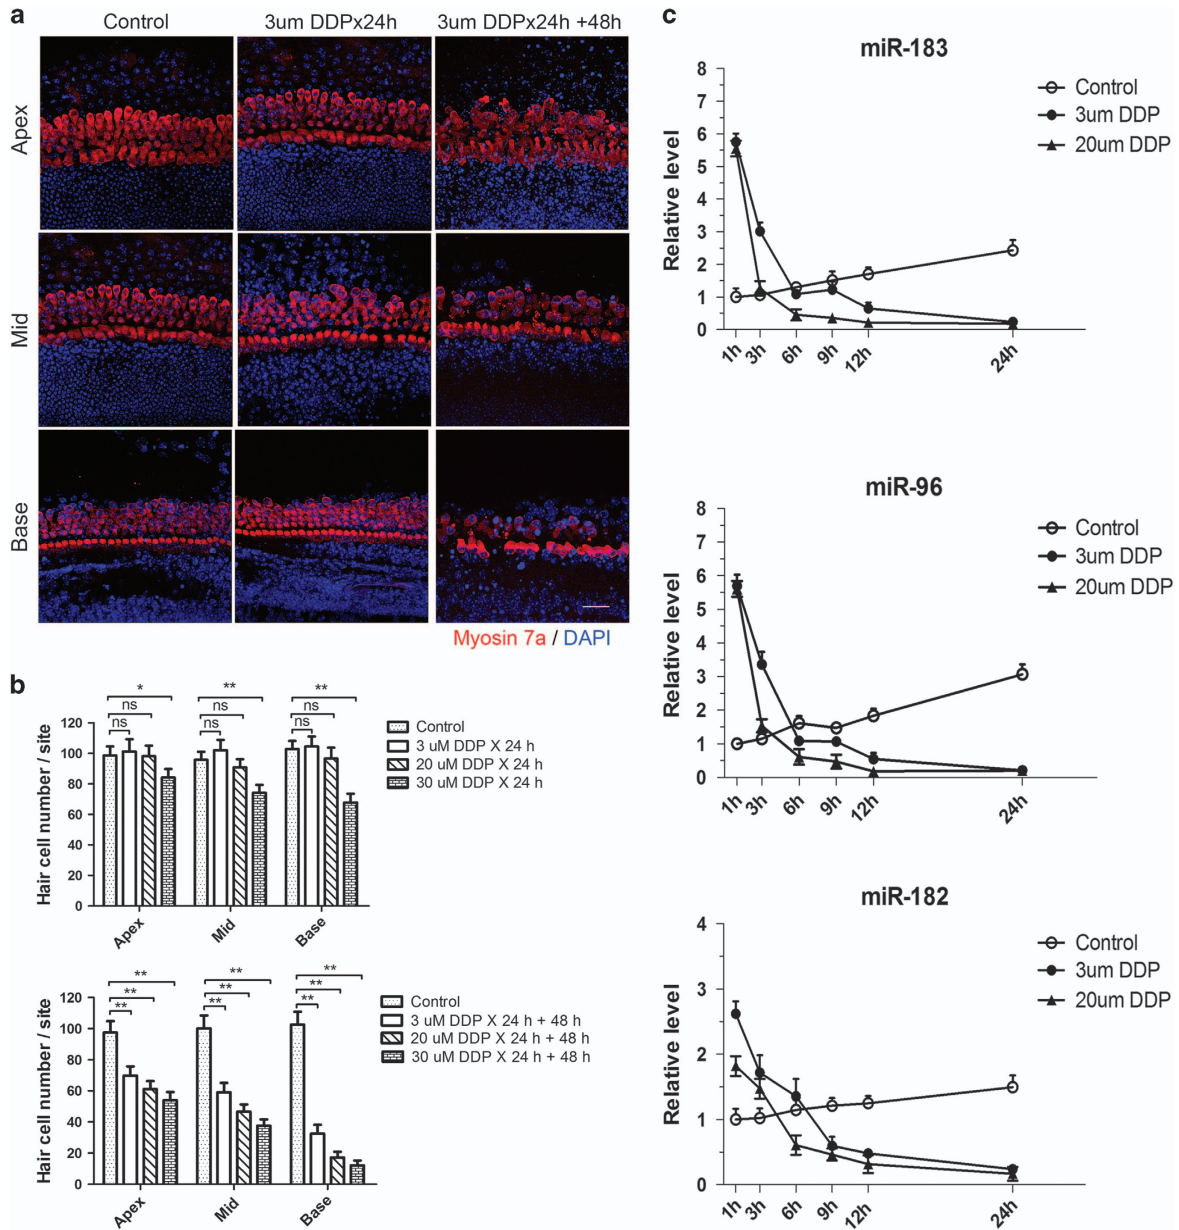 a
Control
3um DDPx24h
3um DDPx24h +48h
Apex
Mid
Base
Myosin 7a / DAPI
b
Hair cell number / site
120
100
80
60
40
20
0
*
ns
ns
**
ns
ns
**
ns
ns
Apex
Mid
Base
Control
3 uM DDP X 24 h
20 uM DDP X 24 h
30 uM DDP X 24 h
Hair cell number / site
120
100
80
60
40
20
0
**
**
**
**
**
**
**
**
**
Apex
Mid
Base
Control
3 uM DDP X 24 h + 48 h
20 uM DDP X 24 h + 48 h
30 uM DDP X 24 h + 48 h
c
miR-183
Relative level
8
7
6
5
4
3
2
1
0
1h
3h
6h
9h
12h
24h
Control
3um DDP
20um DDP
miR-96
Relative level
8
7
6
5
4
3
2
1
0
1h
3h
6h
9h
12h
24h
Control
3um DDP
20um DDP
miR-182
Relative level
4
3
2
1
0
1h
3h
6h
9h
12h
24h
Control
3um DDP
20um DDP